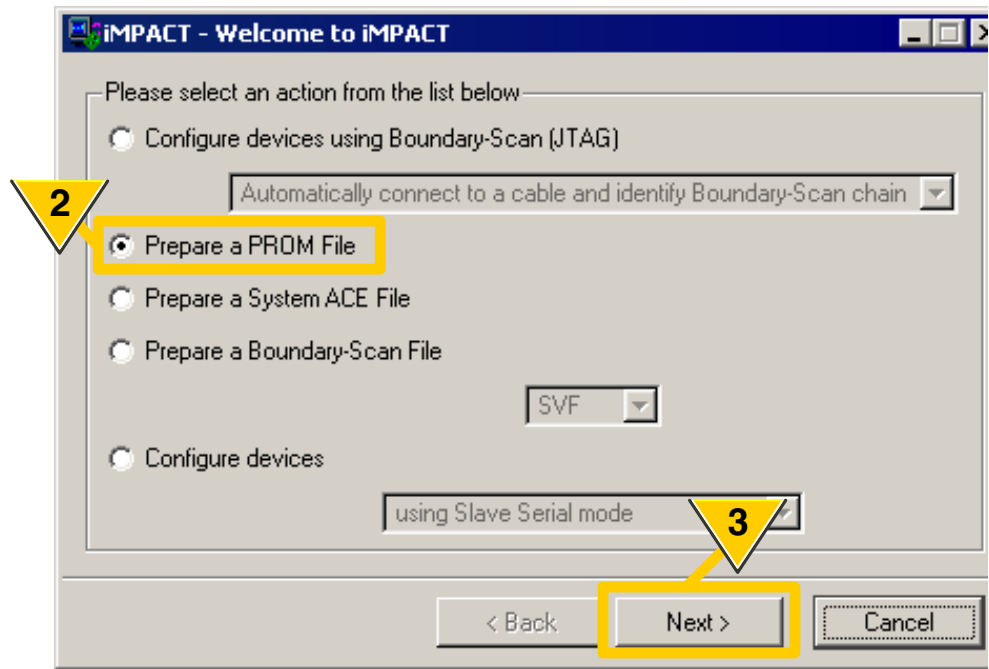 iMPACT - Welcome to iMPACT
Please select an action from the list below
Configure devices using Boundary-Scan (JTAG)
Automatically connect to a cable and identify Boundary-Scan chain
2
Prepare a PROM File
Prepare a System ACE File
Prepare a Boundary-Scan File
SVF
Configure devices
using Slave Serial mode
3
< Back Next > Cancel